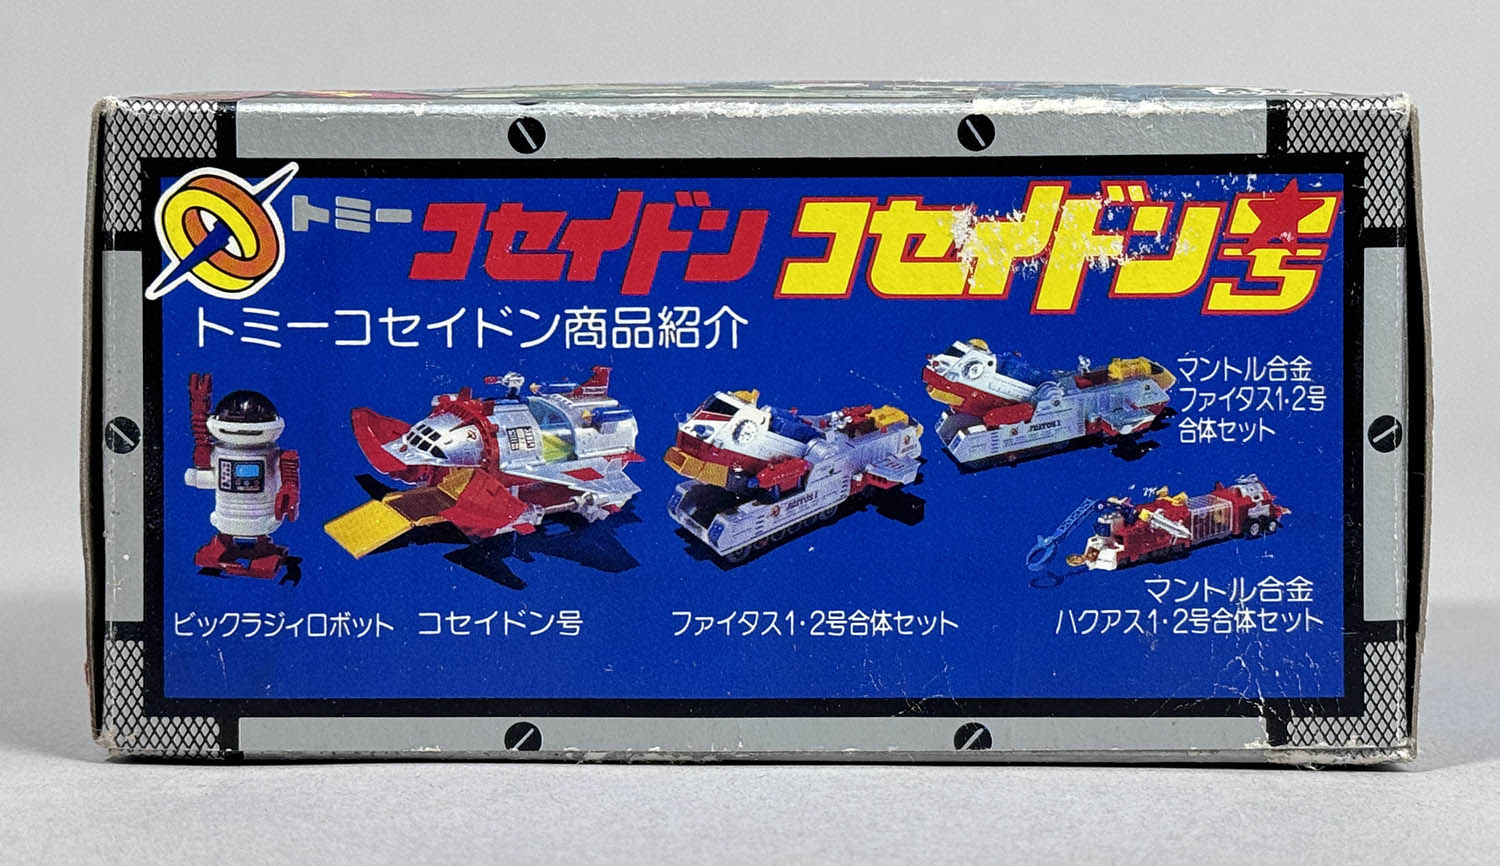 トミー コセイドン コセイドン号
トミーコセイドン商品紹介
マントル合金
ファイタス1・2号
合体セット
ビックラジィロボット
コセイドン号
ファイタス1・2号合体セット
マントル合金
ハクアス1・2号合体セット